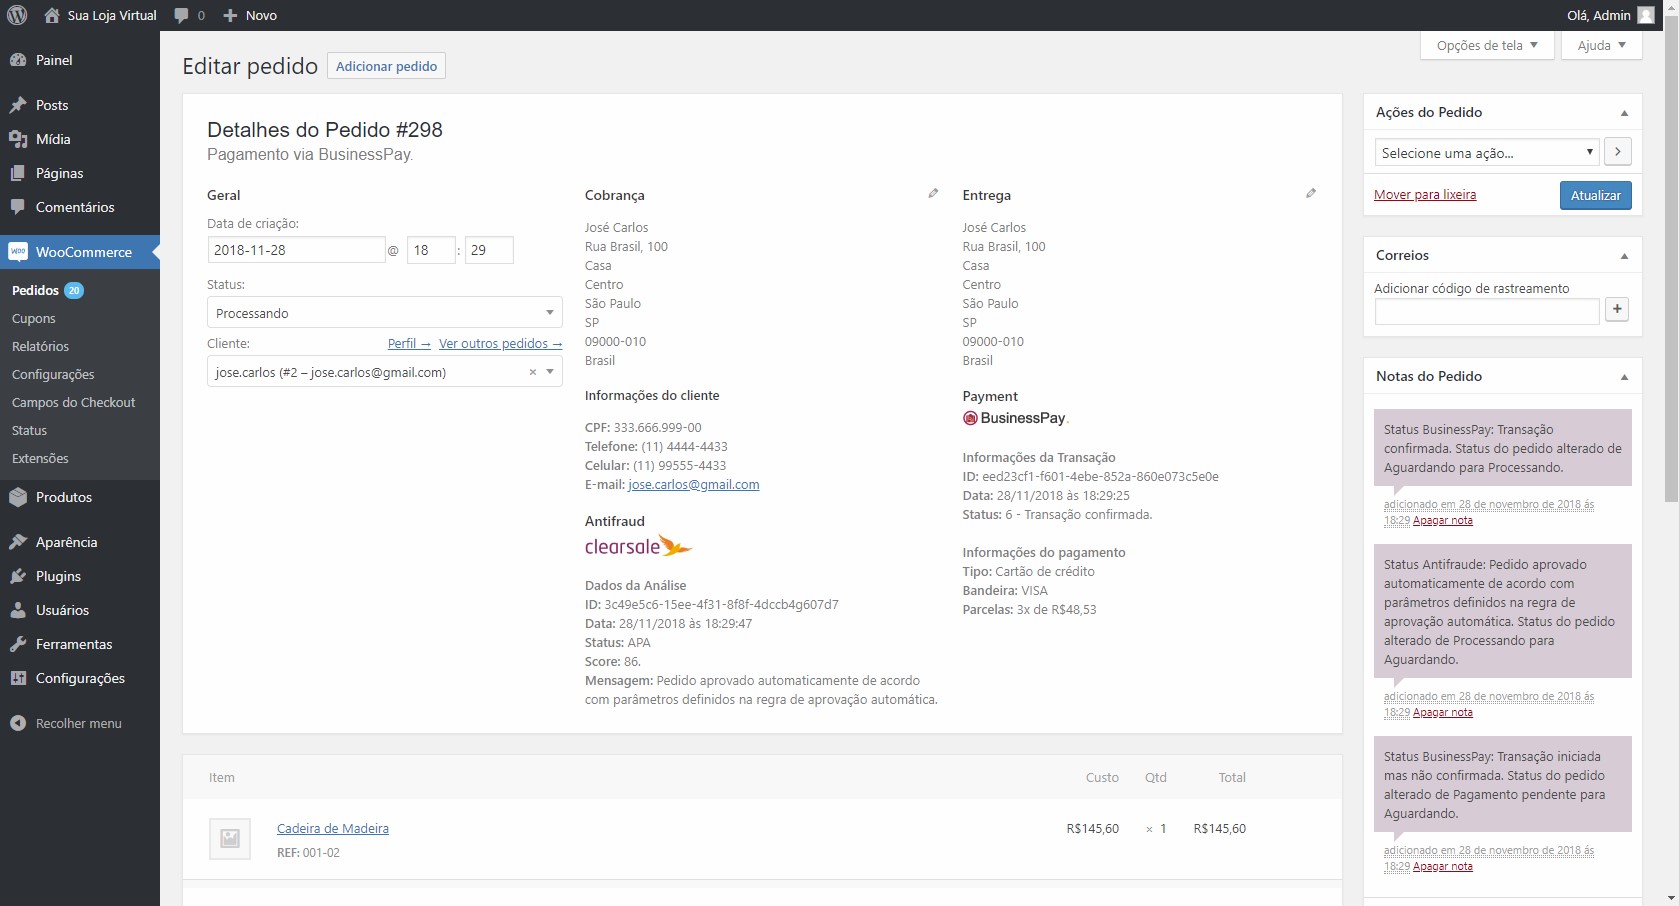 Sua Loja Virtual
0
Novo
Olá, Admin
Painel
Posts
Mídia
Páginas
Comentários
WooCommerce
Pedidos 20
Cupons
Relatórios
Configurações
Campos do Checkout
Status
Extensões
Produtos
Aparência
Plugins
Usuários
Ferramentas
Configurações
Recolher menu
Opções de tela
Ajuda
Editar pedido
Adicionar pedido
Detalhes do Pedido #298
Pagamento via BusinessPay.
Geral
Data de criação:
2018-11-28 @ 18 : 29
Status:
Processando
Cliente:
Perfil → Ver outros pedidos →
jose.carlos (#2 – jose.carlos@gmail.com) ×
Cobrança
José Carlos
Rua Brasil, 100
Casa
Centro
São Paulo
SP
09000-010
Brasil
Informações do cliente
CPF: 333.666.999-00
Telefone: (11) 4444-4433
Celular: (11) 99555-4433
E-mail: jose.carlos@gmail.com
Antifraud
clearsale
Dados da Análise
ID: 3c49e5c6-15ee-4f31-8f8f-4dccb4g607d7
Data: 28/11/2018 às 18:29:47
Status: APA
Score: 86.
Mensagem: Pedido aprovado automaticamente de acordo
com parâmetros definidos na regra de aprovação automática.
Entrega
José Carlos
Rua Brasil, 100
Casa
Centro
São Paulo
SP
09000-010
Brasil
Payment
BusinessPay.
Informações da Transação
ID: eed23cf1-f601-4ebe-852a-860e073c5e0e
Data: 28/11/2018 às 18:29:25
Status: 6 - Transação confirmada.
Informações do pagamento
Tipo: Cartão de crédito
Bandeira: VISA
Parcelas: 3x de R$48,53
Item Custo Qtd Total
Cadeira de Madeira R$145,60 × 1 R$145,60
REF: 001-02
Ações do Pedido
Selecione uma ação...
Mover para lixeira
Atualizar
Correios
Adicionar código de rastreamento
+
Notas do Pedido
Status BusinessPay: Transação
confirmada. Status do pedido alterado de
Aguardando para Processando.
adicionado em 28 de novembro de 2018 ás
18:29 Apagar nota
Status Antifraude: Pedido aprovado
automaticamente de acordo com
parâmetros definidos na regra de
aprovação automática. Status do pedido
alterado de Processando para
Aguardando.
adicionado em 28 de novembro de 2018 ás
18:29 Apagar nota
Status BusinessPay: Transação iniciada
mas não confirmada. Status do pedido
alterado de Pagamento pendente para
Aguardando.
adicionado em 28 de novembro de 2018 ás
18:29 Apagar nota